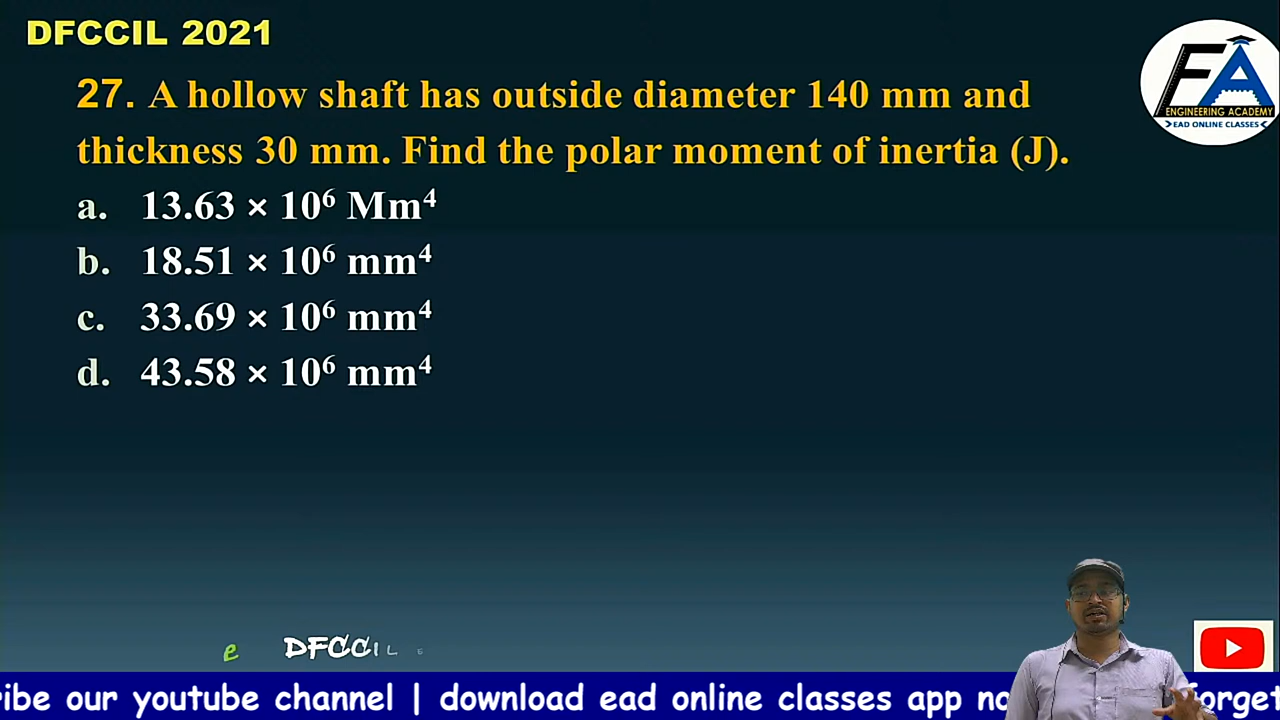 DFCCIL 2021
27. A hollow shaft has outside diameter 140 mm and
thickness 30 mm. Find the polar moment of inertia (J).
a. 13.63 × 10⁶ Mm⁴
b. 18.51 × 10⁶ mm⁴
c. 33.69 × 10⁶ mm⁴
d. 43.58 × 10⁶ mm⁴
ENGINEERING ACADEMY
EAD ONLINE CLASSES
e DFCCIL
ribe our youtube channel | download ead online classes app no forget